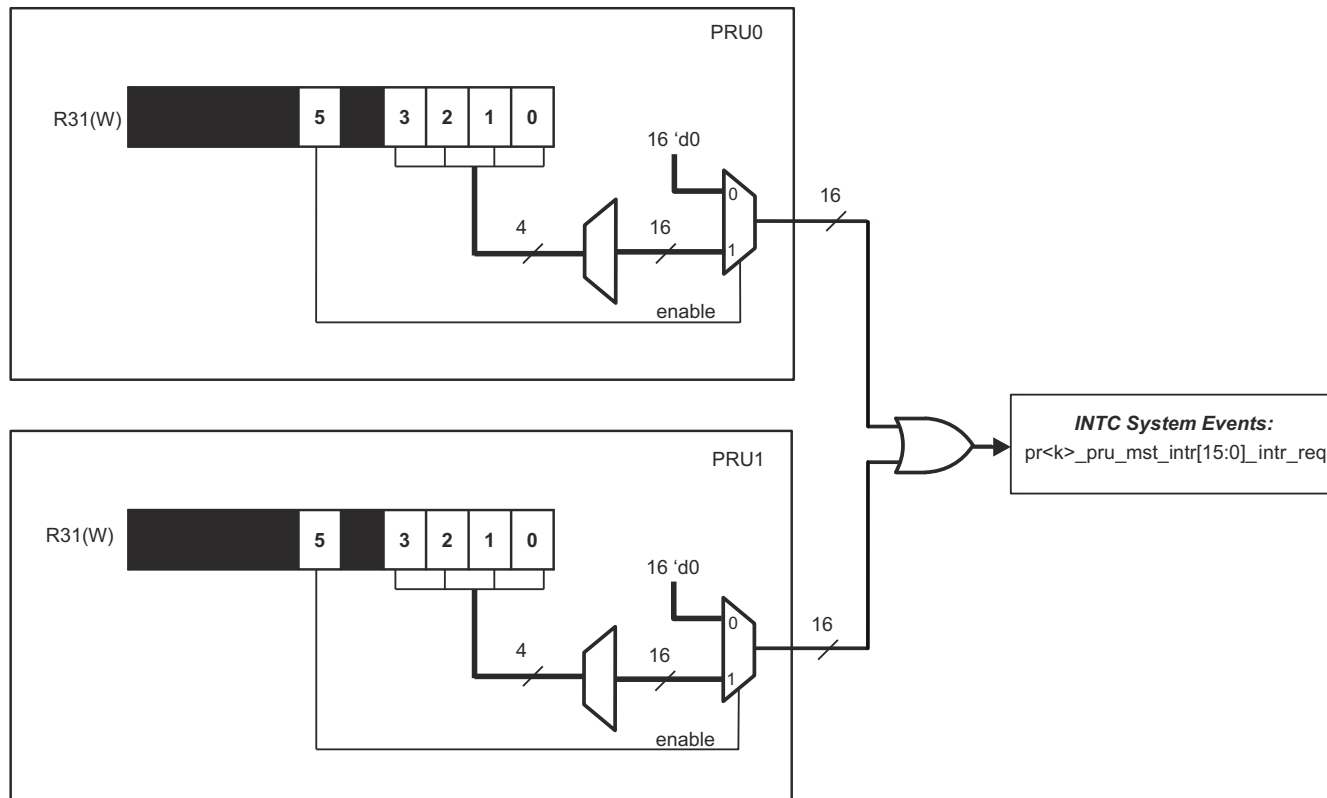 PRU0
R31(W)
5 3 2 1 0
16 ‘d0
0
16
4
16
1
enable
INTC System Events:
pr<k>_pru_mst_intr[15:0]_intr_req
PRU1
R31(W)
5 3 2 1 0
16 ‘d0
0
16
4
16
1
enable